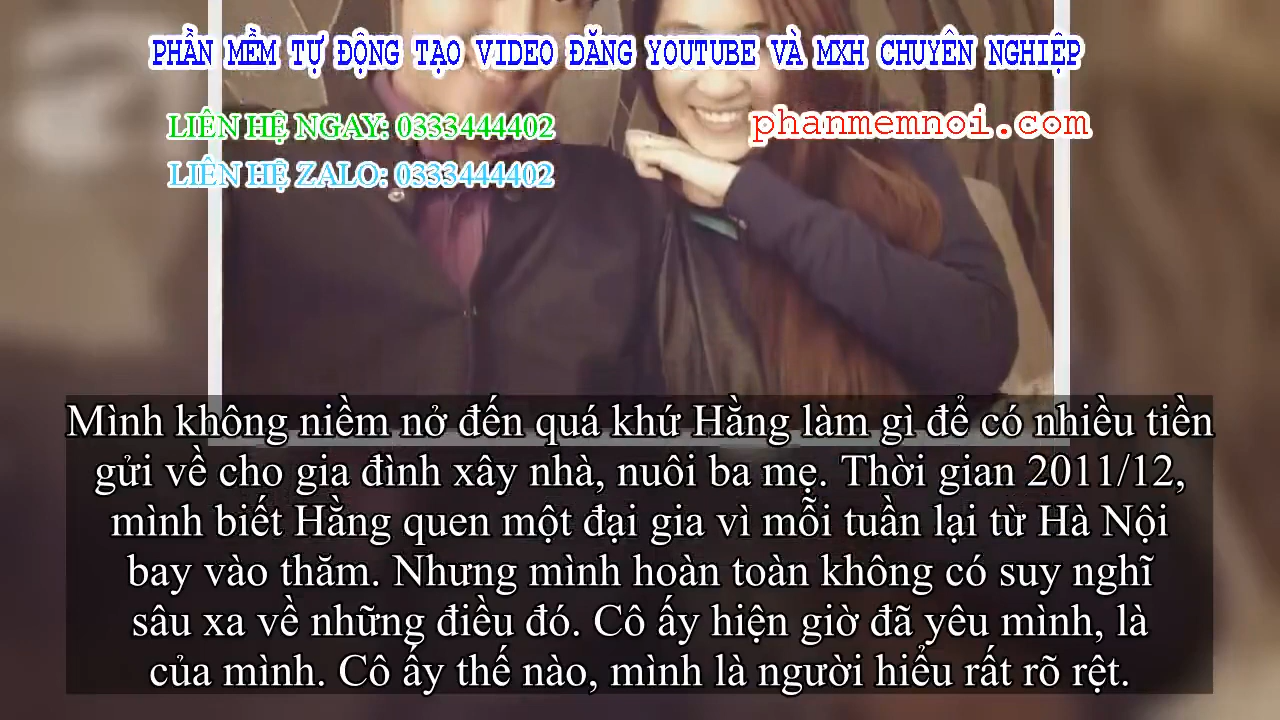 PHẦN MỀM TỰ ĐỘNG TẠO VIDEO ĐĂNG YOUTUBE VÀ MXH CHUYÊN NGHIỆP
LIÊN HỆ NGAY: 0333444402
phanmemnoi.com
LIÊN HỆ ZALO: 0333444402
Mình không niềm nở đến quá khứ Hằng làm gì để có nhiều tiền
gửi về cho gia đình xây nhà, nuôi ba mẹ. Thời gian 2011/12,
mình biết Hằng quen một đại gia vì mỗi tuần lại từ Hà Nội
bay vào thăm. Nhưng mình hoàn toàn không có suy nghĩ
sâu xa về những điều đó. Cô ấy hiện giờ đã yêu mình, là
của mình. Cô ấy thế nào, mình là người hiểu rất rõ rệt.